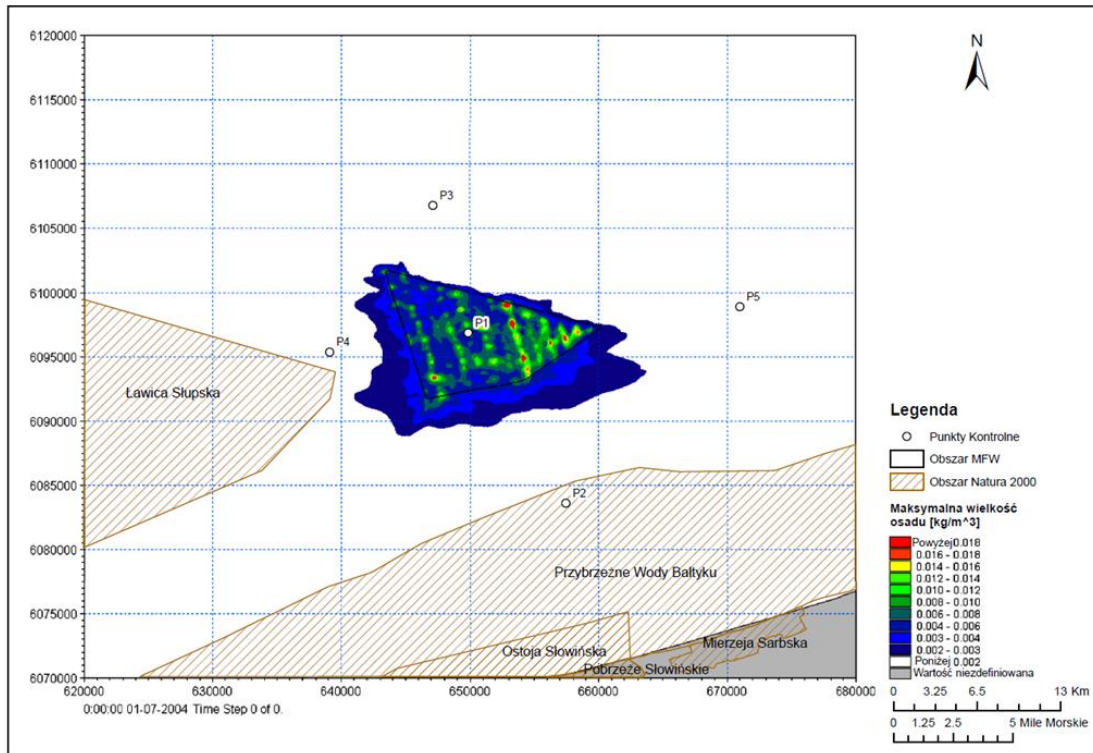 6120000
6115000
6110000
6105000
6100000
6095000
6090000
6085000
6080000
6075000
6070000
620000 630000 640000 650000 660000 670000 680000
P3
P5
P1
P4
Ławica Słupska
P2
Przybrzeżne Wody Bałtyku
Mierzeja Sarbska
Ostoja Słowińska
Pobrzeże Słowińskie
0:00:00 01-07-2004 Time Step 0 of 0.
N
Legenda
Punkty Kontrolne
Obszar MFW
Obszar Natura 2000
Maksymalna wielkość
osadu [kg/m^3]
Powyżej 0.018
0.016 - 0.018
0.014 - 0.016
0.012 - 0.014
0.010 - 0.012
0.008 - 0.010
0.006 - 0.008
0.004 - 0.006
0.003 - 0.004
0.002 - 0.003
Poniżej 0.002
Wartość niezdefiniowana
0 3.25 6.5 13 Km
0 1.25 2.5 5 Mile Morskie